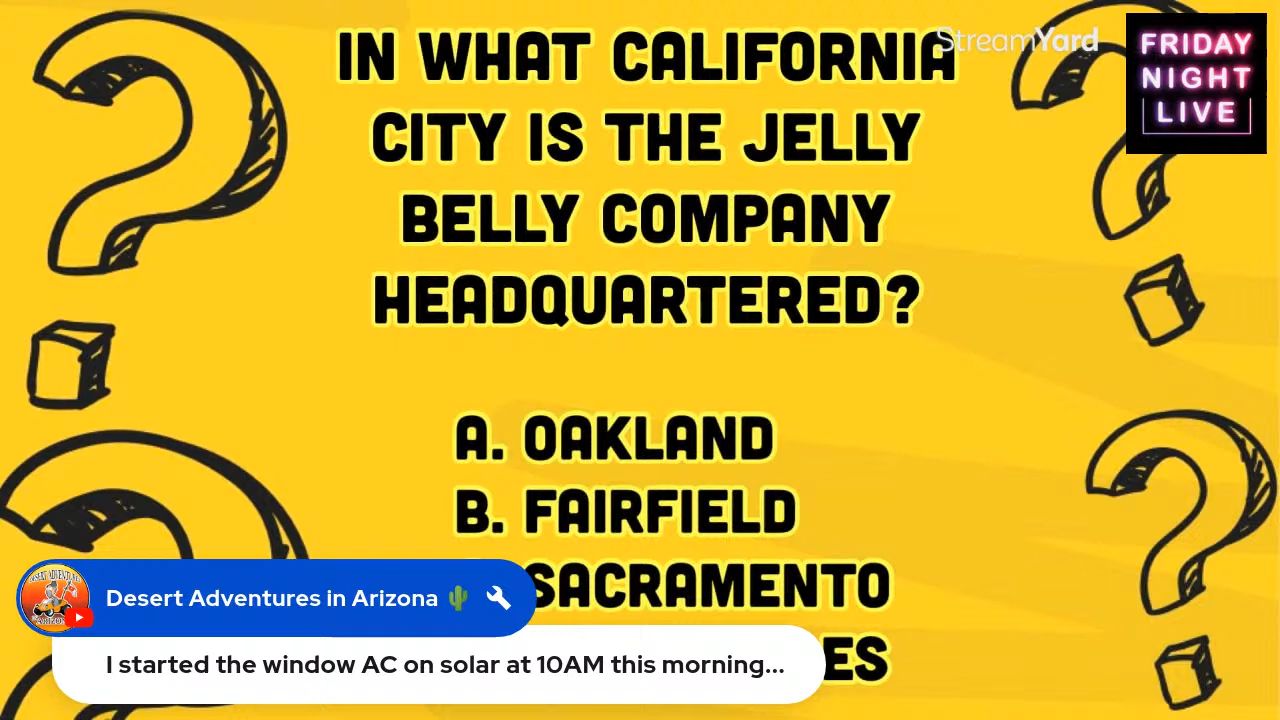 IN WHAT CALIFORNIA
CITY IS THE JELLY
BELLY COMPANY
HEADQUARTERED?
StreamYard
FRIDAY
NIGHT
LIVE
A. OAKLAND
B. FAIRFIELD
SACRAMENTO
ES
Desert Adventures in Arizona 🌵
I started the window AC on solar at 10AM this morning...